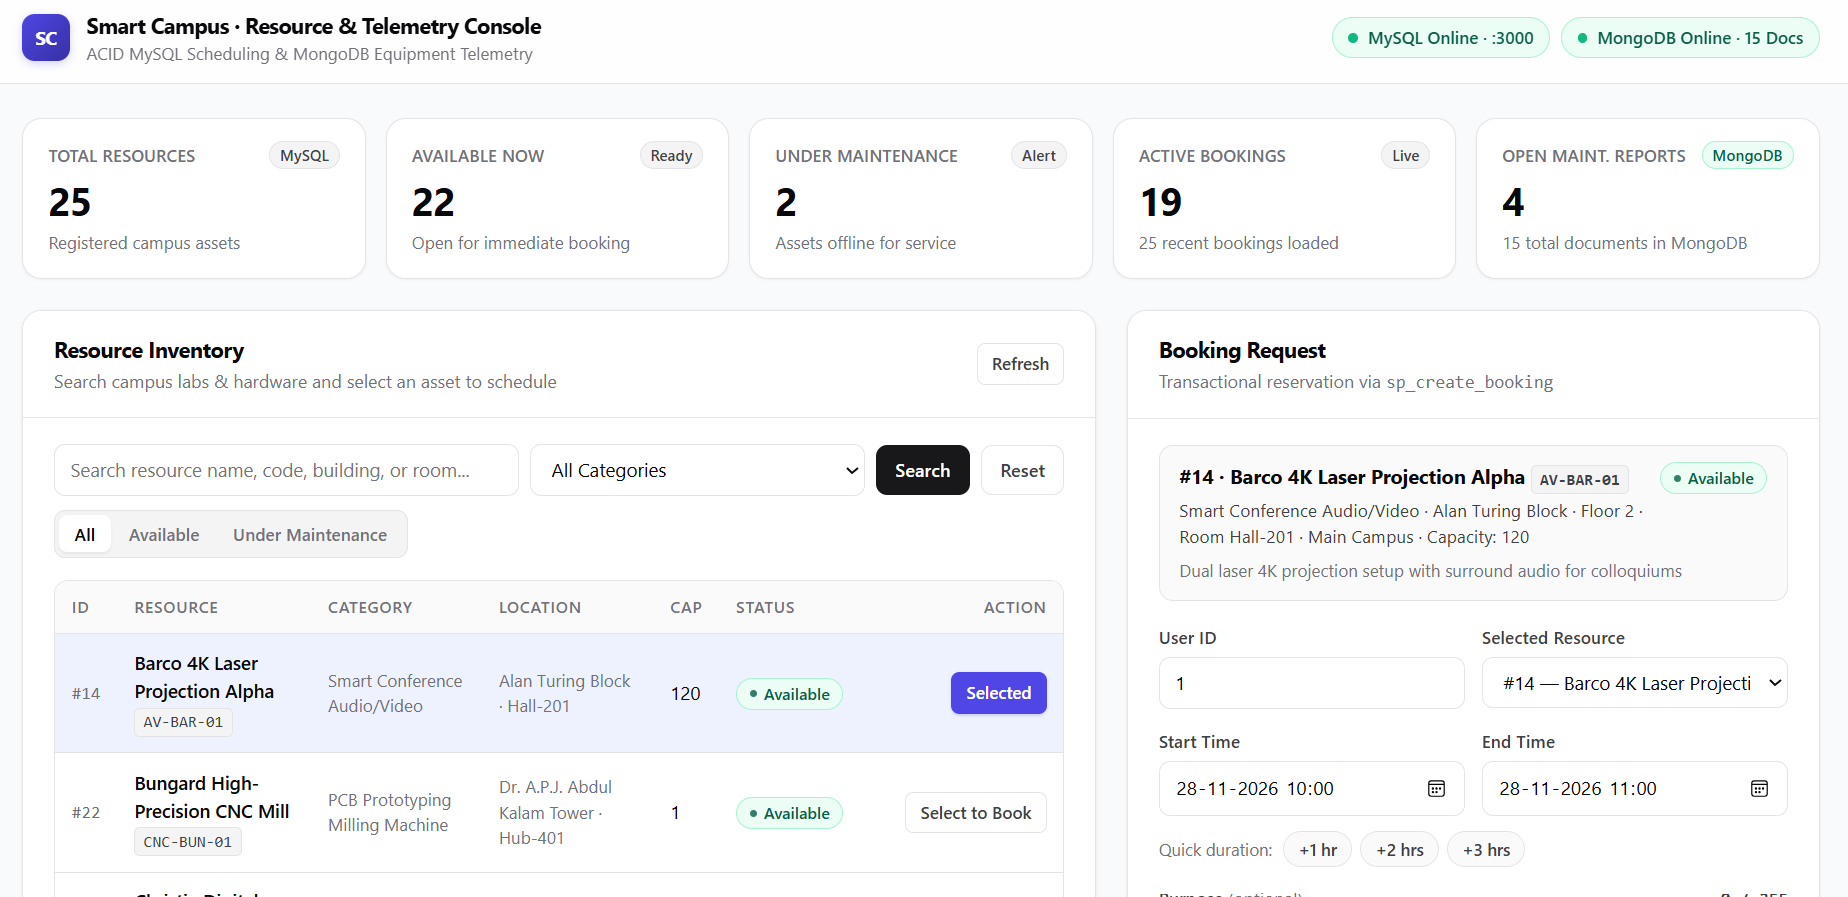 SC
Smart Campus · Resource & Telemetry Console
ACID MySQL Scheduling & MongoDB Equipment Telemetry
MySQL Online · :3000
MongoDB Online · 15 Docs
TOTAL RESOURCES
MySQL
25
Registered campus assets
AVAILABLE NOW
Ready
22
Open for immediate booking
UNDER MAINTENANCE
Alert
2
Assets offline for service
ACTIVE BOOKINGS
Live
19
25 recent bookings loaded
OPEN MAINT. REPORTS
MongoDB
4
15 total documents in MongoDB
Resource Inventory
Search campus labs & hardware and select an asset to schedule
Refresh
Search resource name, code, building, or room...
All Categories
Search
Reset
All
Available
Under Maintenance
ID
RESOURCE
CATEGORY
LOCATION
CAP
STATUS
ACTION
#14
Barco 4K Laser
Projection Alpha
AV-BAR-01
Smart Conference
Audio/Video
Alan Turing Block
· Hall-201
120
Available
Selected
#22
Bungard High-
Precision CNC Mill
CNC-BUN-01
PCB Prototyping
Milling Machine
Dr. A.P.J. Abdul
Kalam Tower ·
Hub-401
1
Available
Select to Book
Booking Request
Transactional reservation via sp_create_booking
#14 · Barco 4K Laser Projection Alpha
AV-BAR-01
Available
Smart Conference Audio/Video · Alan Turing Block · Floor 2 ·
Room Hall-201 · Main Campus · Capacity: 120
Dual laser 4K projection setup with surround audio for colloquiums
User ID
1
Selected Resource
#14 — Barco 4K Laser Projecti
Start Time
28-11-2026 10:00
End Time
28-11-2026 11:00
Quick duration:
+1 hr
+2 hrs
+3 hrs